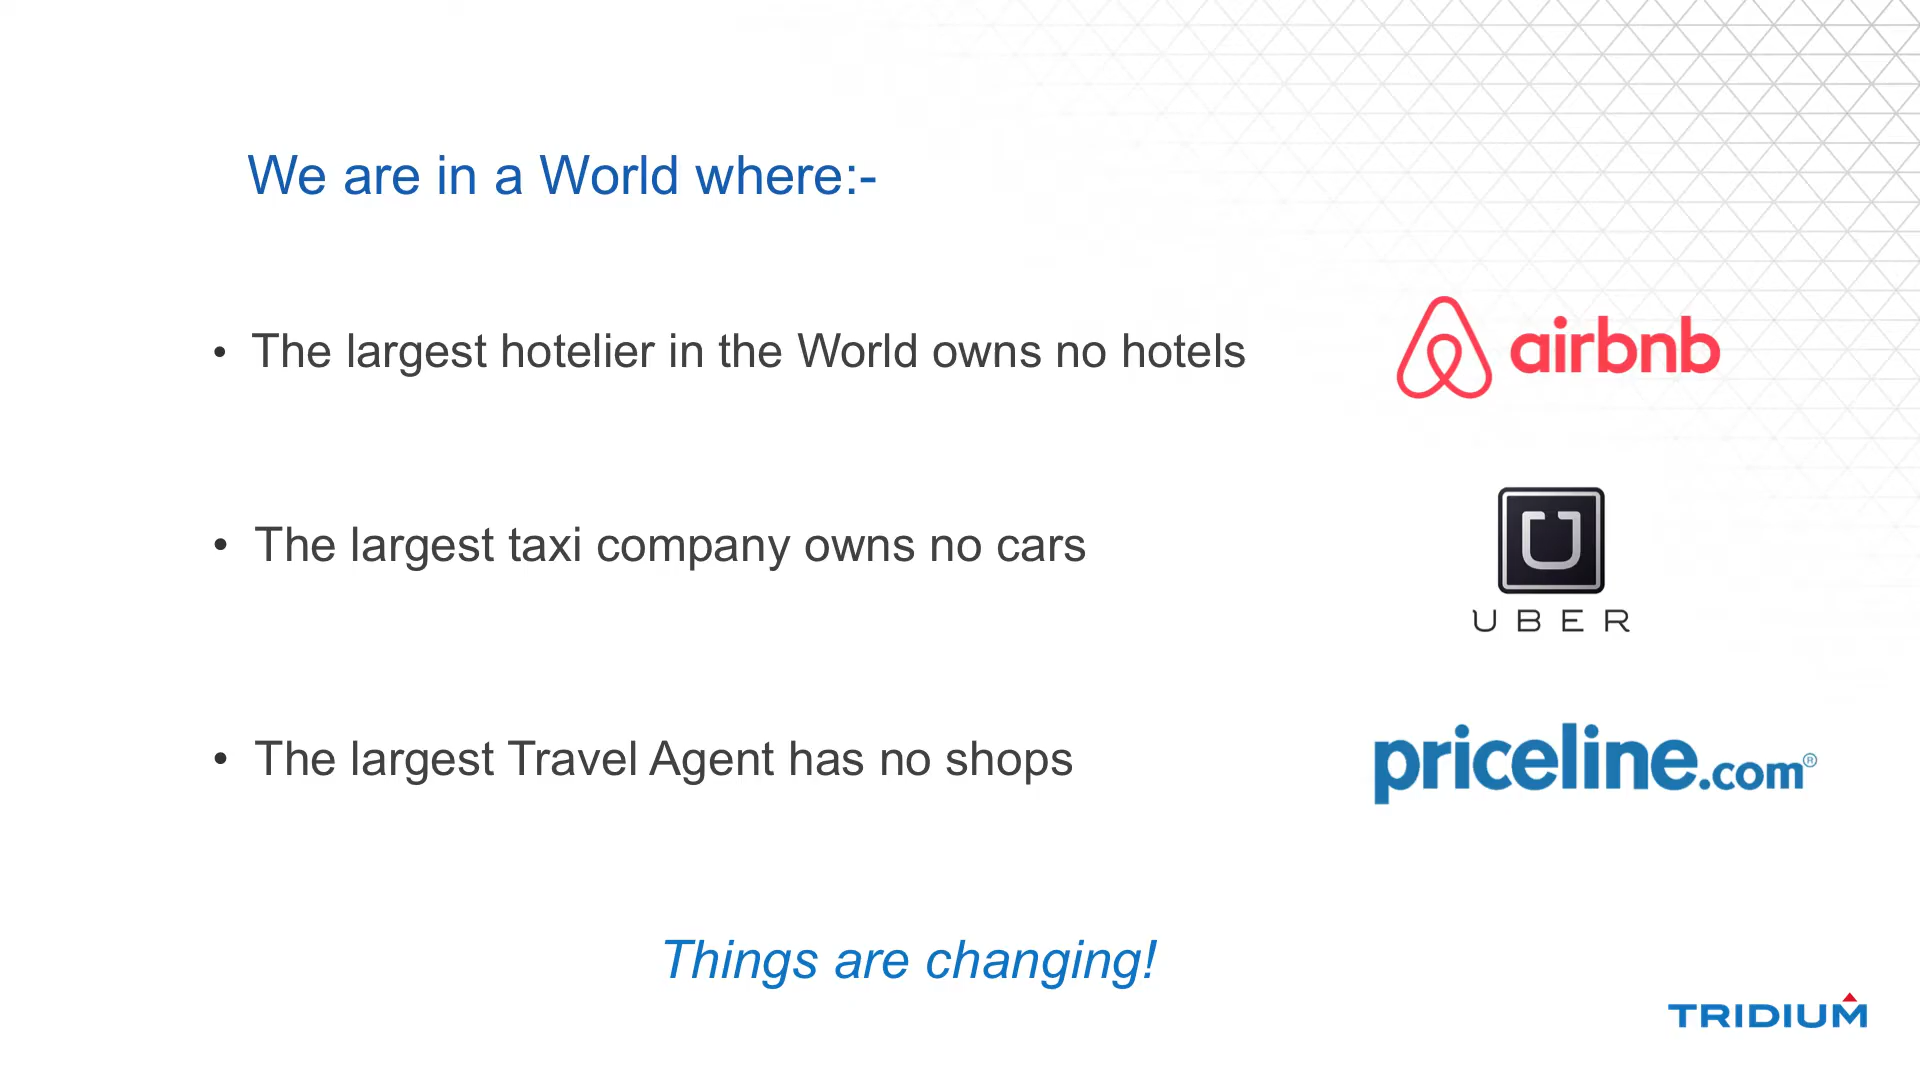 We are in a World where:-
• The largest hotelier in the World owns no hotels
airbnb
• The largest taxi company owns no cars
UBER
• The largest Travel Agent has no shops
priceline.com®
Things are changing!
TRIDIUM